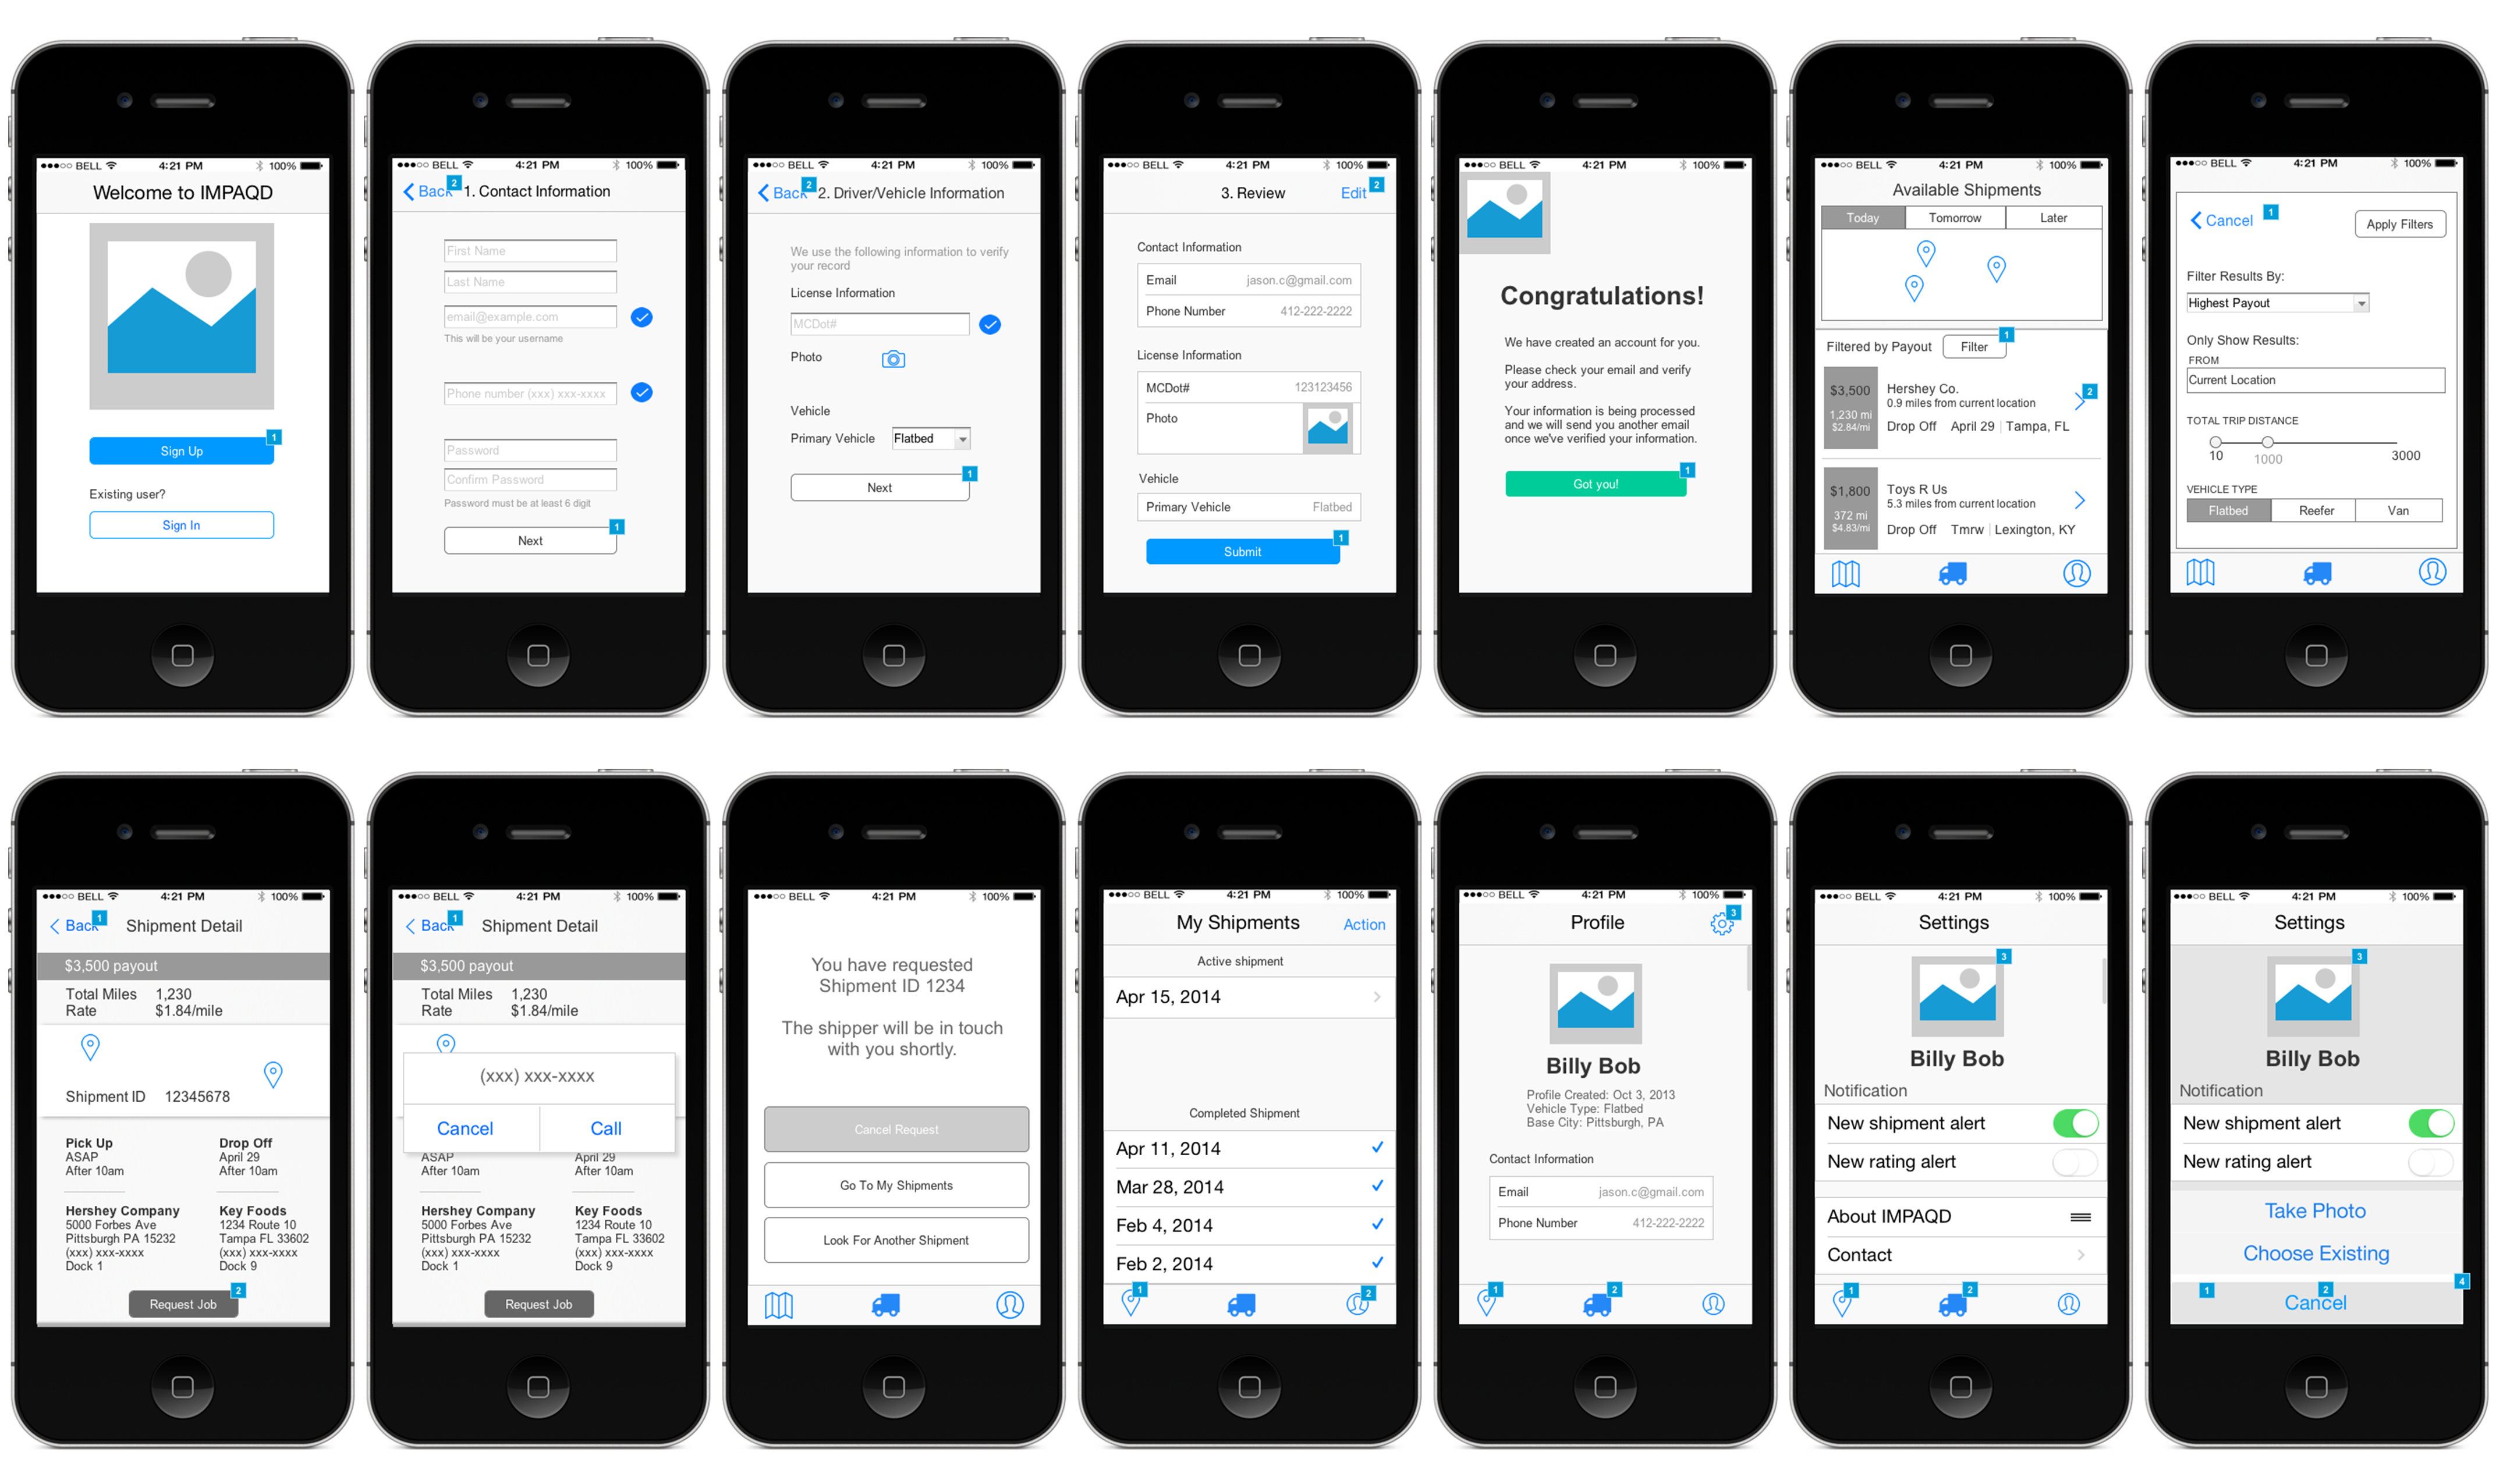 ●●●○○ BELL 4:21 PM 100%
Welcome to IMPAQD
Sign Up
1
Existing user?
Sign In
●●●○○ BELL 4:21 PM 100%
Back 2 1. Contact Information
First Name
Last Name
email@example.com
This will be your username
Phone number (xxx) xxx-xxxx
Password
Confirm Password
Password must be at least 6 digit
1
Next
●●●○○ BELL 4:21 PM 100%
Back 2 2. Driver/Vehicle Information
We use the following information to verify
your record
License Information
MCDot#
Photo
Vehicle
Primary Vehicle Flatbed
1
Next
●●●○○ BELL 4:21 PM 100%
3. Review Edit 2
Contact Information
Email jason.c@gmail.com
Phone Number 412-222-2222
License Information
MCDot# 123123456
Photo
Vehicle
Primary Vehicle Flatbed
1
Submit
●●●○○ BELL 4:21 PM 100%
Congratulations!
We have created an account for you.
Please check your email and verify
your address.
Your information is being processed
and we will send you another email
once we've verified your information.
1
Got you!
●●●○○ BELL 4:21 PM 100%
Available Shipments
Today Tomorrow Later
1
Filtered by Payout Filter
$3,500
1,230 mi
$2.84/mi
Hershey Co. 2
0.9 miles from current location
Drop Off April 29 Tampa, FL
$1,800
372 mi
$4.83/mi
Toys R Us
5.3 miles from current location
Drop Off Tmrw Lexington, KY
●●●○○ BELL 4:21 PM 100%
Cancel 1 Apply Filters
Filter Results By:
Highest Payout
Only Show Results:
FROM
Current Location
TOTAL TRIP DISTANCE
10 1000 3000
VEHICLE TYPE
Flatbed Reefer Van
●●●○○ BELL 4:21 PM 100%
Back 1 Shipment Detail
$3,500 payout
Total Miles 1,230
Rate $1.84/mile
Shipment ID 12345678
Pick Up
ASAP
After 10am
Drop Off
April 29
After 10am
Hershey Company
5000 Forbes Ave
Pittsburgh PA 15232
(xxx) xxx-xxxx
Dock 1
Key Foods
1234 Route 10
Tampa FL 33602
(xxx) xxx-xxxx
Dock 9
2
Request Job
●●●○○ BELL 4:21 PM 100%
Back 1 Shipment Detail
$3,500 payout
Total Miles 1,230
Rate $1.84/mile
(xxx) xxx-xxxx
Cancel Call
ASAP
After 10am
April 29
After 10am
Hershey Company
5000 Forbes Ave
Pittsburgh PA 15232
(xxx) xxx-xxxx
Dock 1
Key Foods
1234 Route 10
Tampa FL 33602
(xxx) xxx-xxxx
Dock 9
Request Job
●●●○○ BELL 4:21 PM 100%
You have requested
Shipment ID 1234
The shipper will be in touch
with you shortly.
Cancel Request
Go To My Shipments
Look For Another Shipment
●●●○○ BELL 4:21 PM 100%
My Shipments Action
Active shipment
Apr 15, 2014
Completed Shipment
Apr 11, 2014
Mar 28, 2014
Feb 4, 2014
Feb 2, 2014
1 2
●●●○○ BELL 4:21 PM 100%
Profile 3
Billy Bob
Profile Created: Oct 3, 2013
Vehicle Type: Flatbed
Base City: Pittsburgh, PA
Contact Information
Email jason.c@gmail.com
Phone Number 412-222-2222
1 2
●●●○○ BELL 4:21 PM 100%
Settings
3
Billy Bob
Notification
New shipment alert
New rating alert
About IMPAQD
Contact
1 2
●●●○○ BELL 4:21 PM 100%
Settings
3
Billy Bob
Notification
New shipment alert
New rating alert
Take Photo
Choose Existing
1 2 4
Cancel